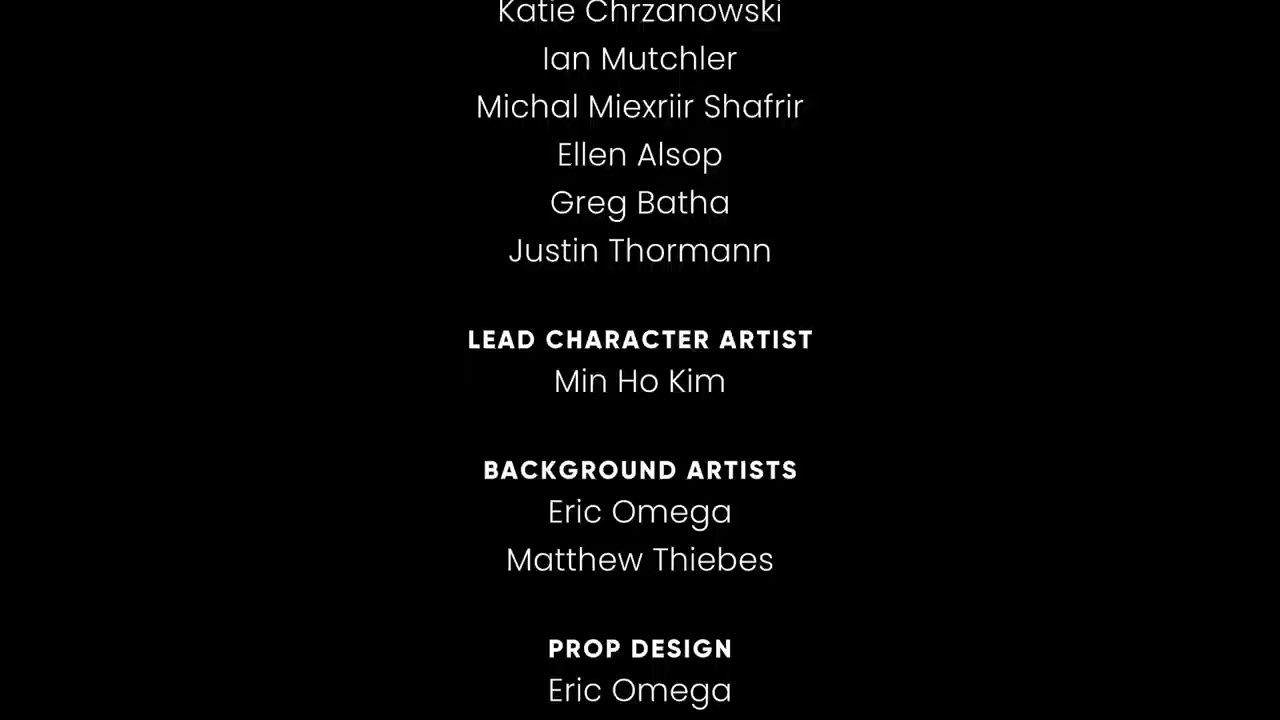 Katie Chrzanowski
Ian Mutchler
Michal Miexriir Shafrir
Ellen Alsop
Greg Batha
Justin Thormann
LEAD CHARACTER ARTIST
Min Ho Kim
BACKGROUND ARTISTS
Eric Omega
Matthew Thiebes
PROP DESIGN
Eric Omega